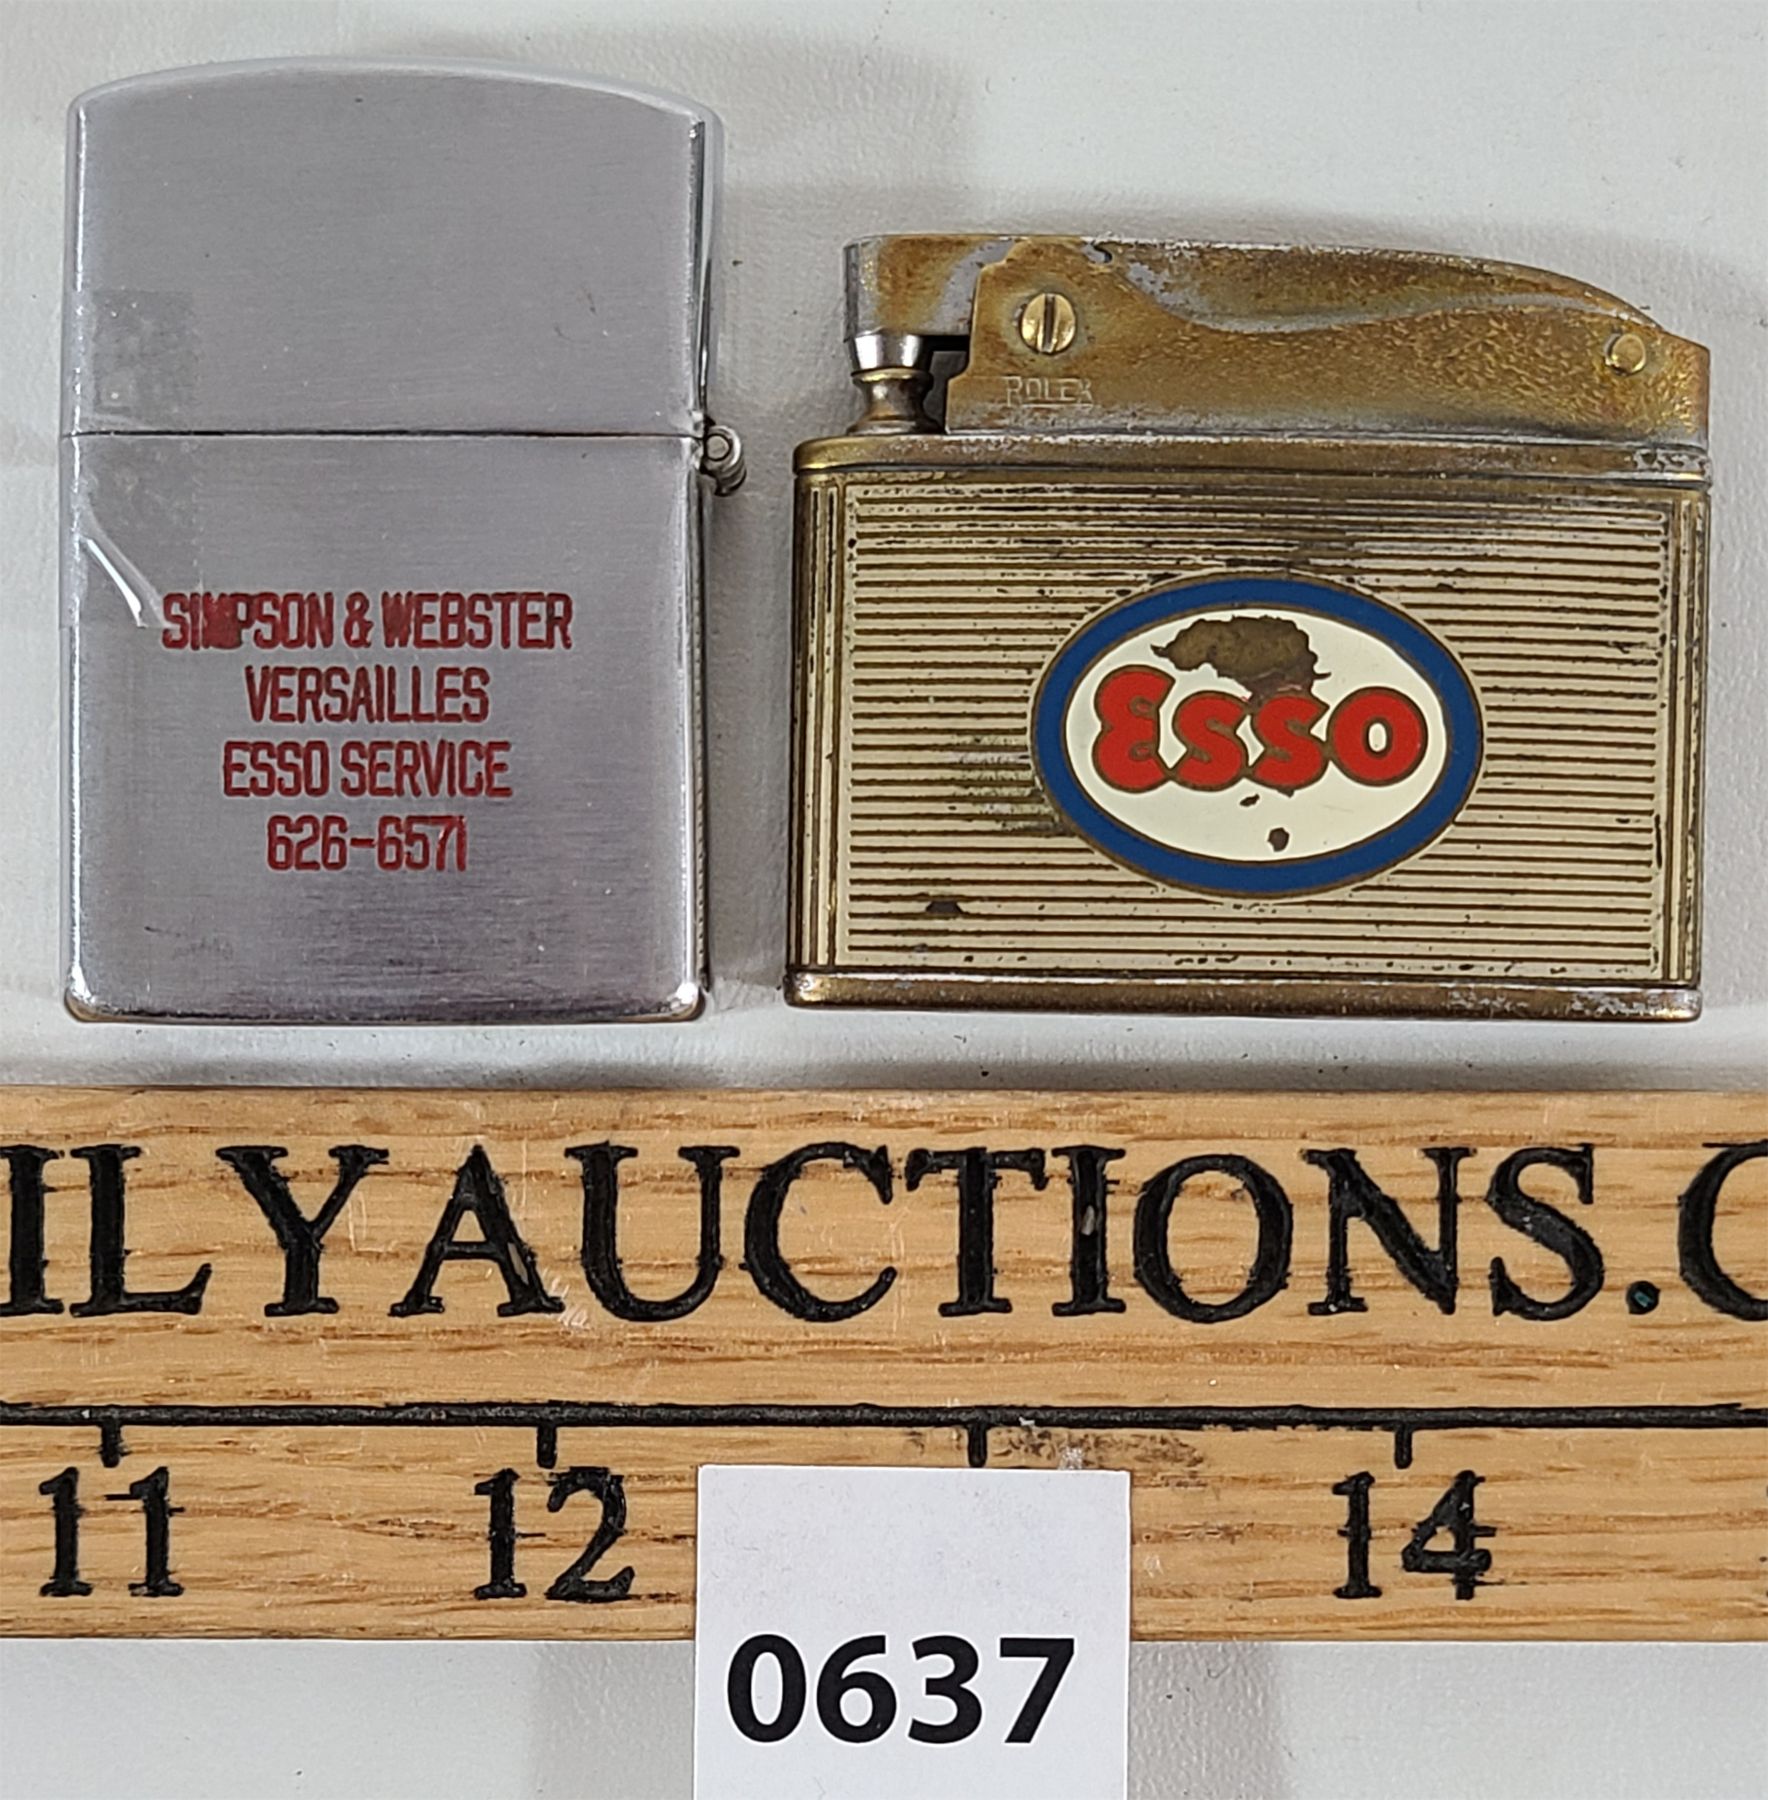 SIMPSON & WEBSTER
VERSAILLES
ESSO SERVICE
626-6571
ROLEX
Esso
ILYAUCTIONS.C
11 12 14
0637